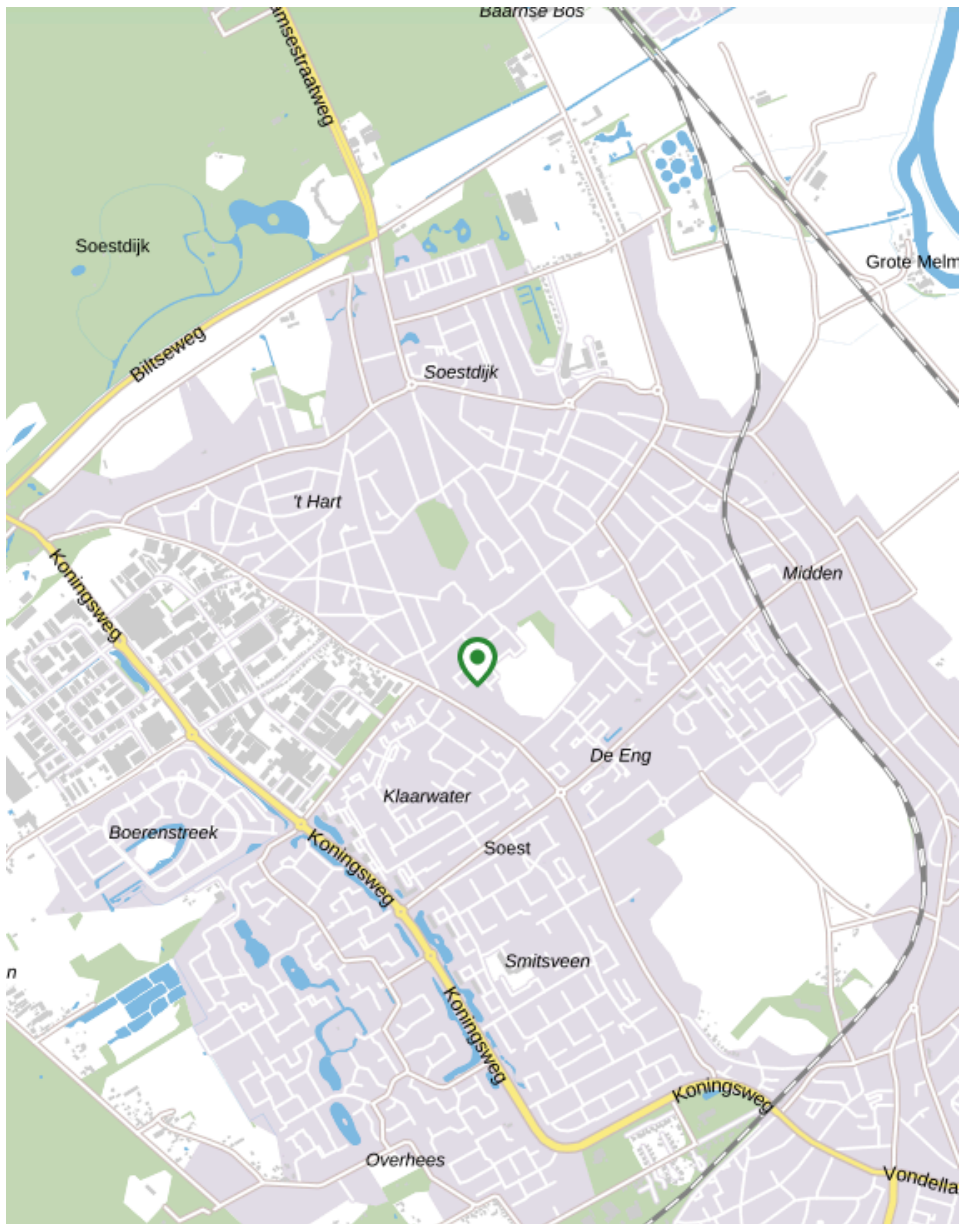 Baarnse Bos
amsestraatweg
Soestdijk
Grote Melm
Biltseweg
Soestdijk
't Hart
Koningsweg
Midden
De Eng
Klaarwater
Boerenstreek
Koningsweg
Soest
Smitsveen
n
Koningsweg
Koningsweg
Overhees
Vondella